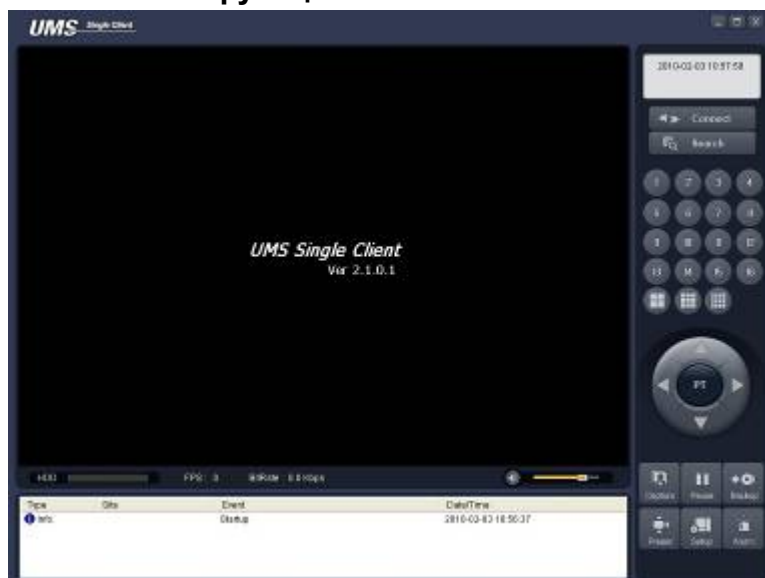 UMS Single Client
2010-02-03 10:57:58
Connect
Search
1 2 3 4
5 6 7 8
9 10 11 12
13 14 15 16
UMS Single Client
Ver 2.1.0.1
PT
HDD FPS: 0 BitRate: 0.0 Kbps
Capture Pause Backup
Preset Setup Alarm
Type Site Event Date/Time
Info Startup 2010-02-03 10:56:37